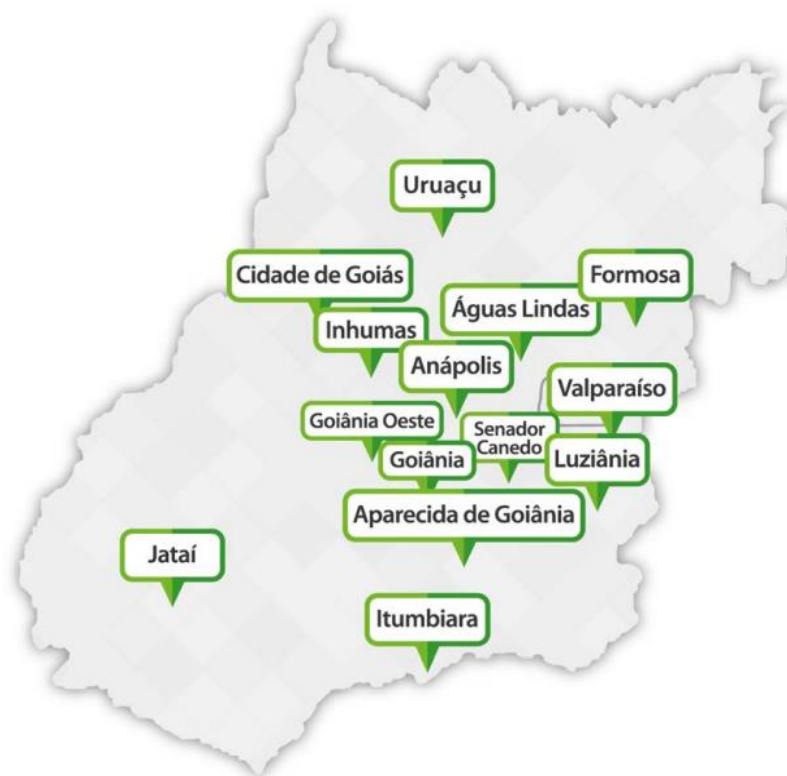 Uruaçu
Cidade de Goiás
Formosa
Águas Lindas
Inhumas
Anápolis
Valparaíso
Goiânia Oeste
Senador
Canedo
Goiânia
Luziânia
Aparecida de Goiânia
Jataí
Itumbiara